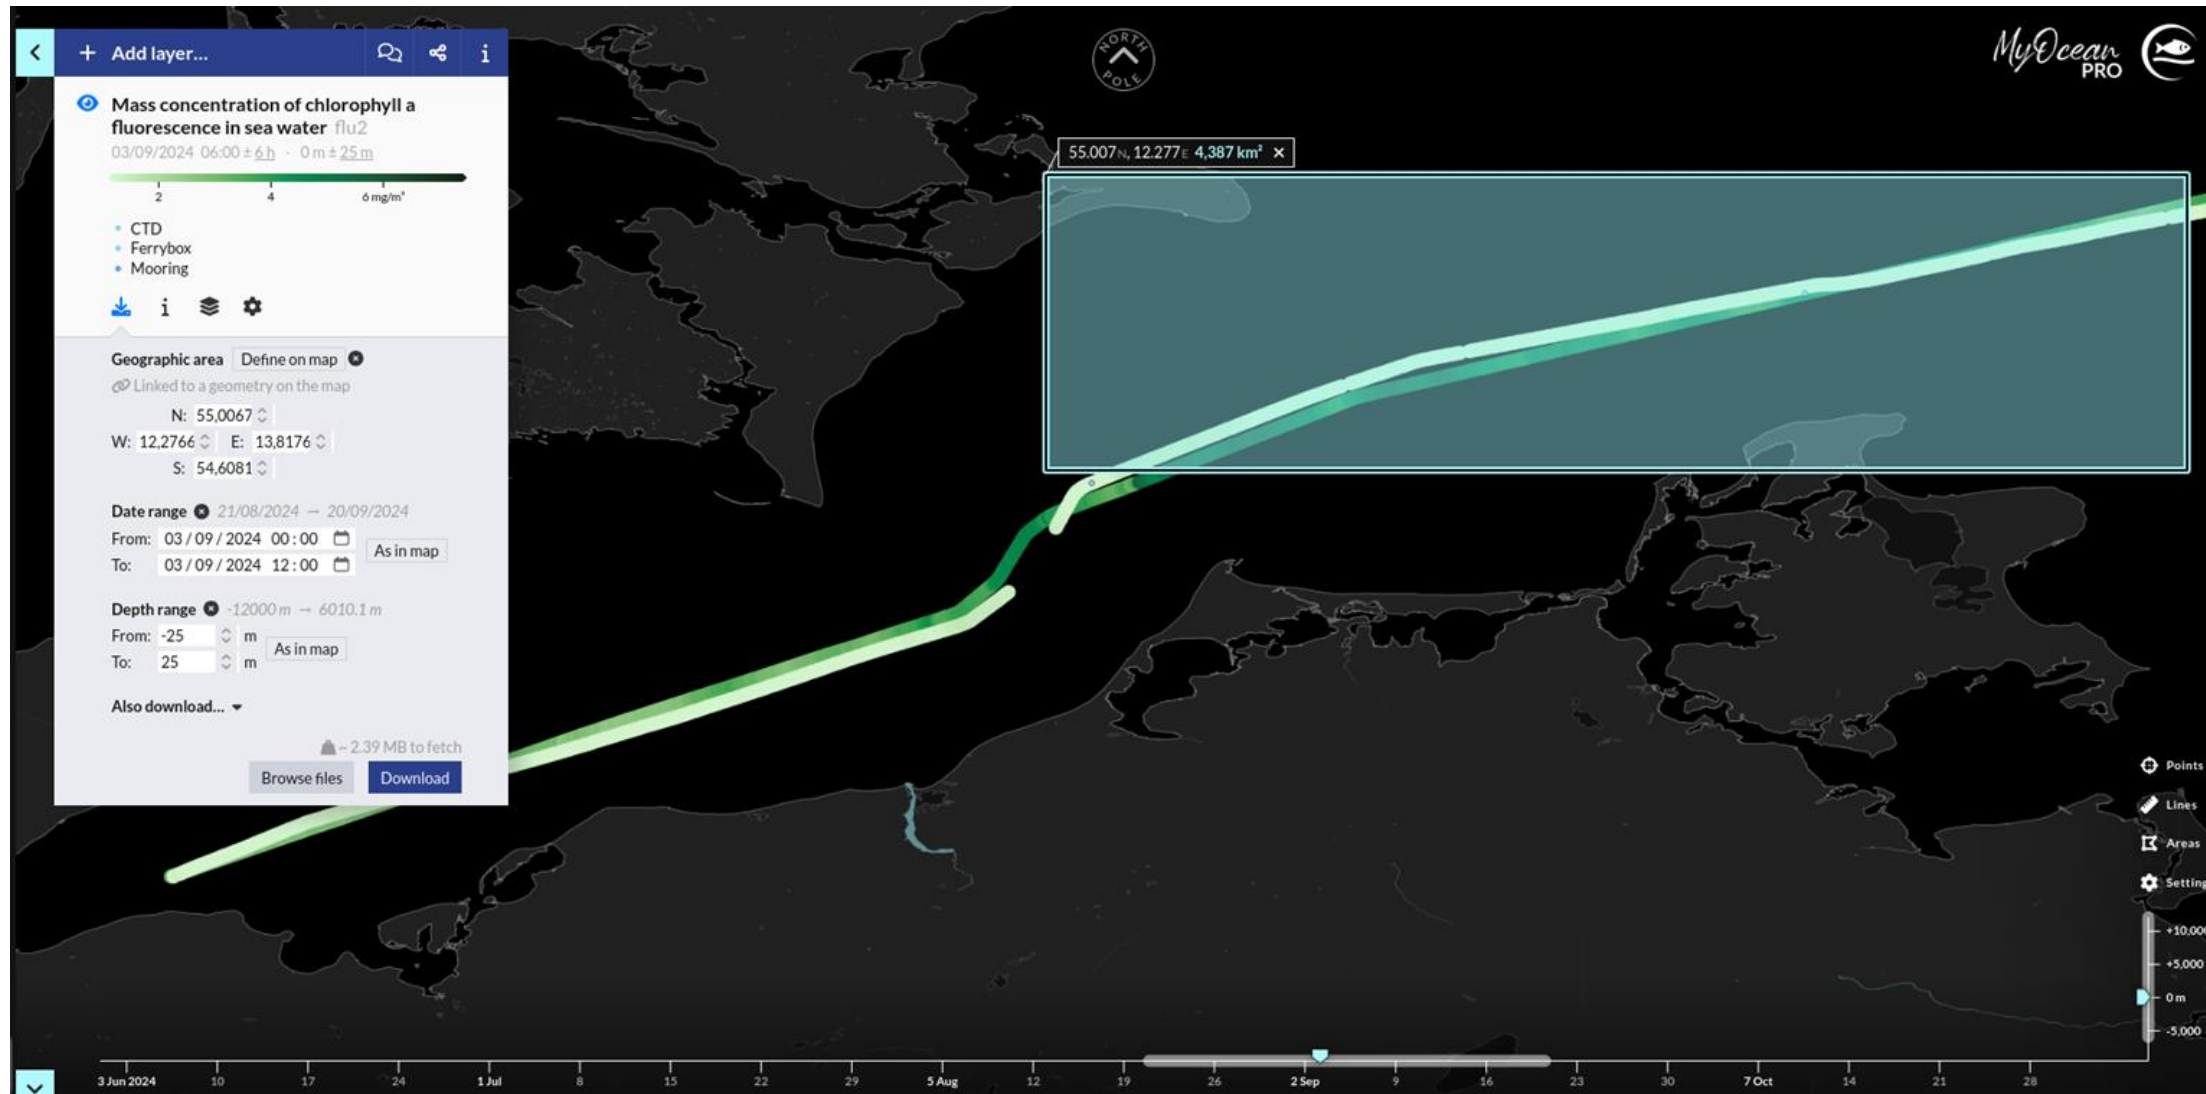 Add layer...
Mass concentration of chlorophyll a
fluorescence in sea water flu2
03/09/2024 06:00 ± 6 h · 0 m ± 25 m
2 4 6 mg/m³
CTD
Ferrybox
Mooring
Geographic area Define on map
Linked to a geometry on the map
N: 55,0067
W: 12,2766 E: 13,8176
S: 54,6081
Date range 21/08/2024 → 20/09/2024
From: 03/09/2024 00:00
As in map
To: 03/09/2024 12:00
Depth range -12000 m → 6010.1 m
From: -25 m
As in map
To: 25 m
Also download...
~ 2.39 MB to fetch
Browse files Download
NORTH
POLE
MyOcean
PRO
55.007N, 12.277E 4,387 km² ×
Points
Lines
Areas
Setting
+10,00
+5,000
0 m
-5,000
3 Jun 2024 10 17 24 1 Jul 8 15 22 29 5 Aug 12 19 26 2 Sep 9 16 23 30 7 Oct 14 21 28